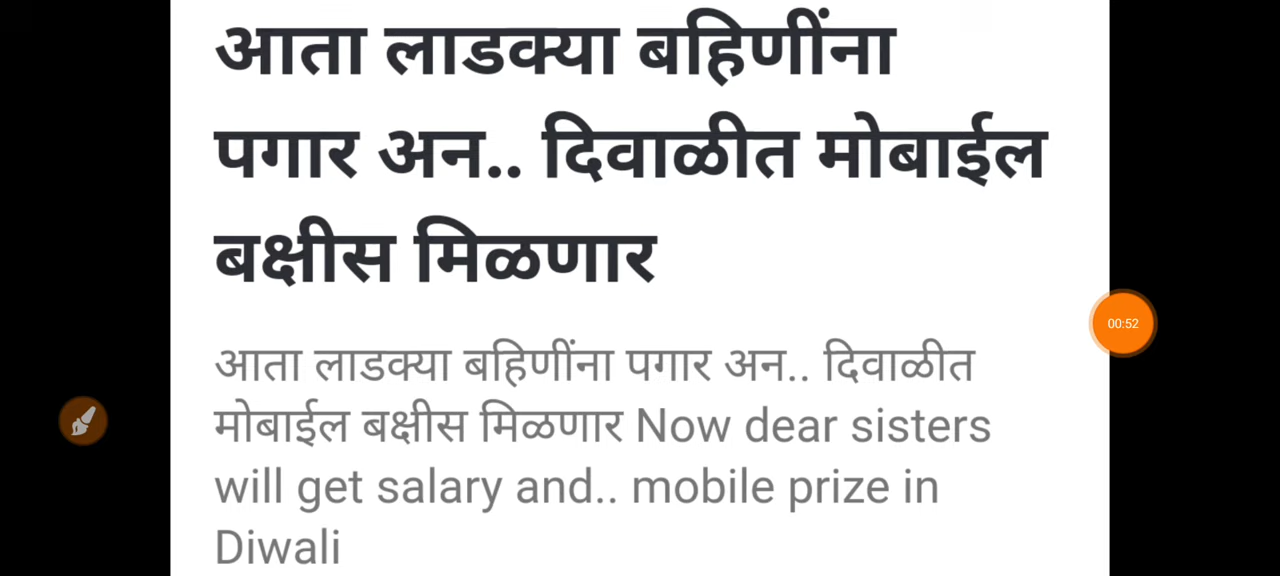 आता लाडक्या बहिणींना
पगार अन.. दिवाळीत मोबाईल
बक्षीस मिळणार
आता लाडक्या बहिणींना पगार अन.. दिवाळीत
मोबाईल बक्षीस मिळणार Now dear sisters
will get salary and.. mobile prize in
Diwali
00:52